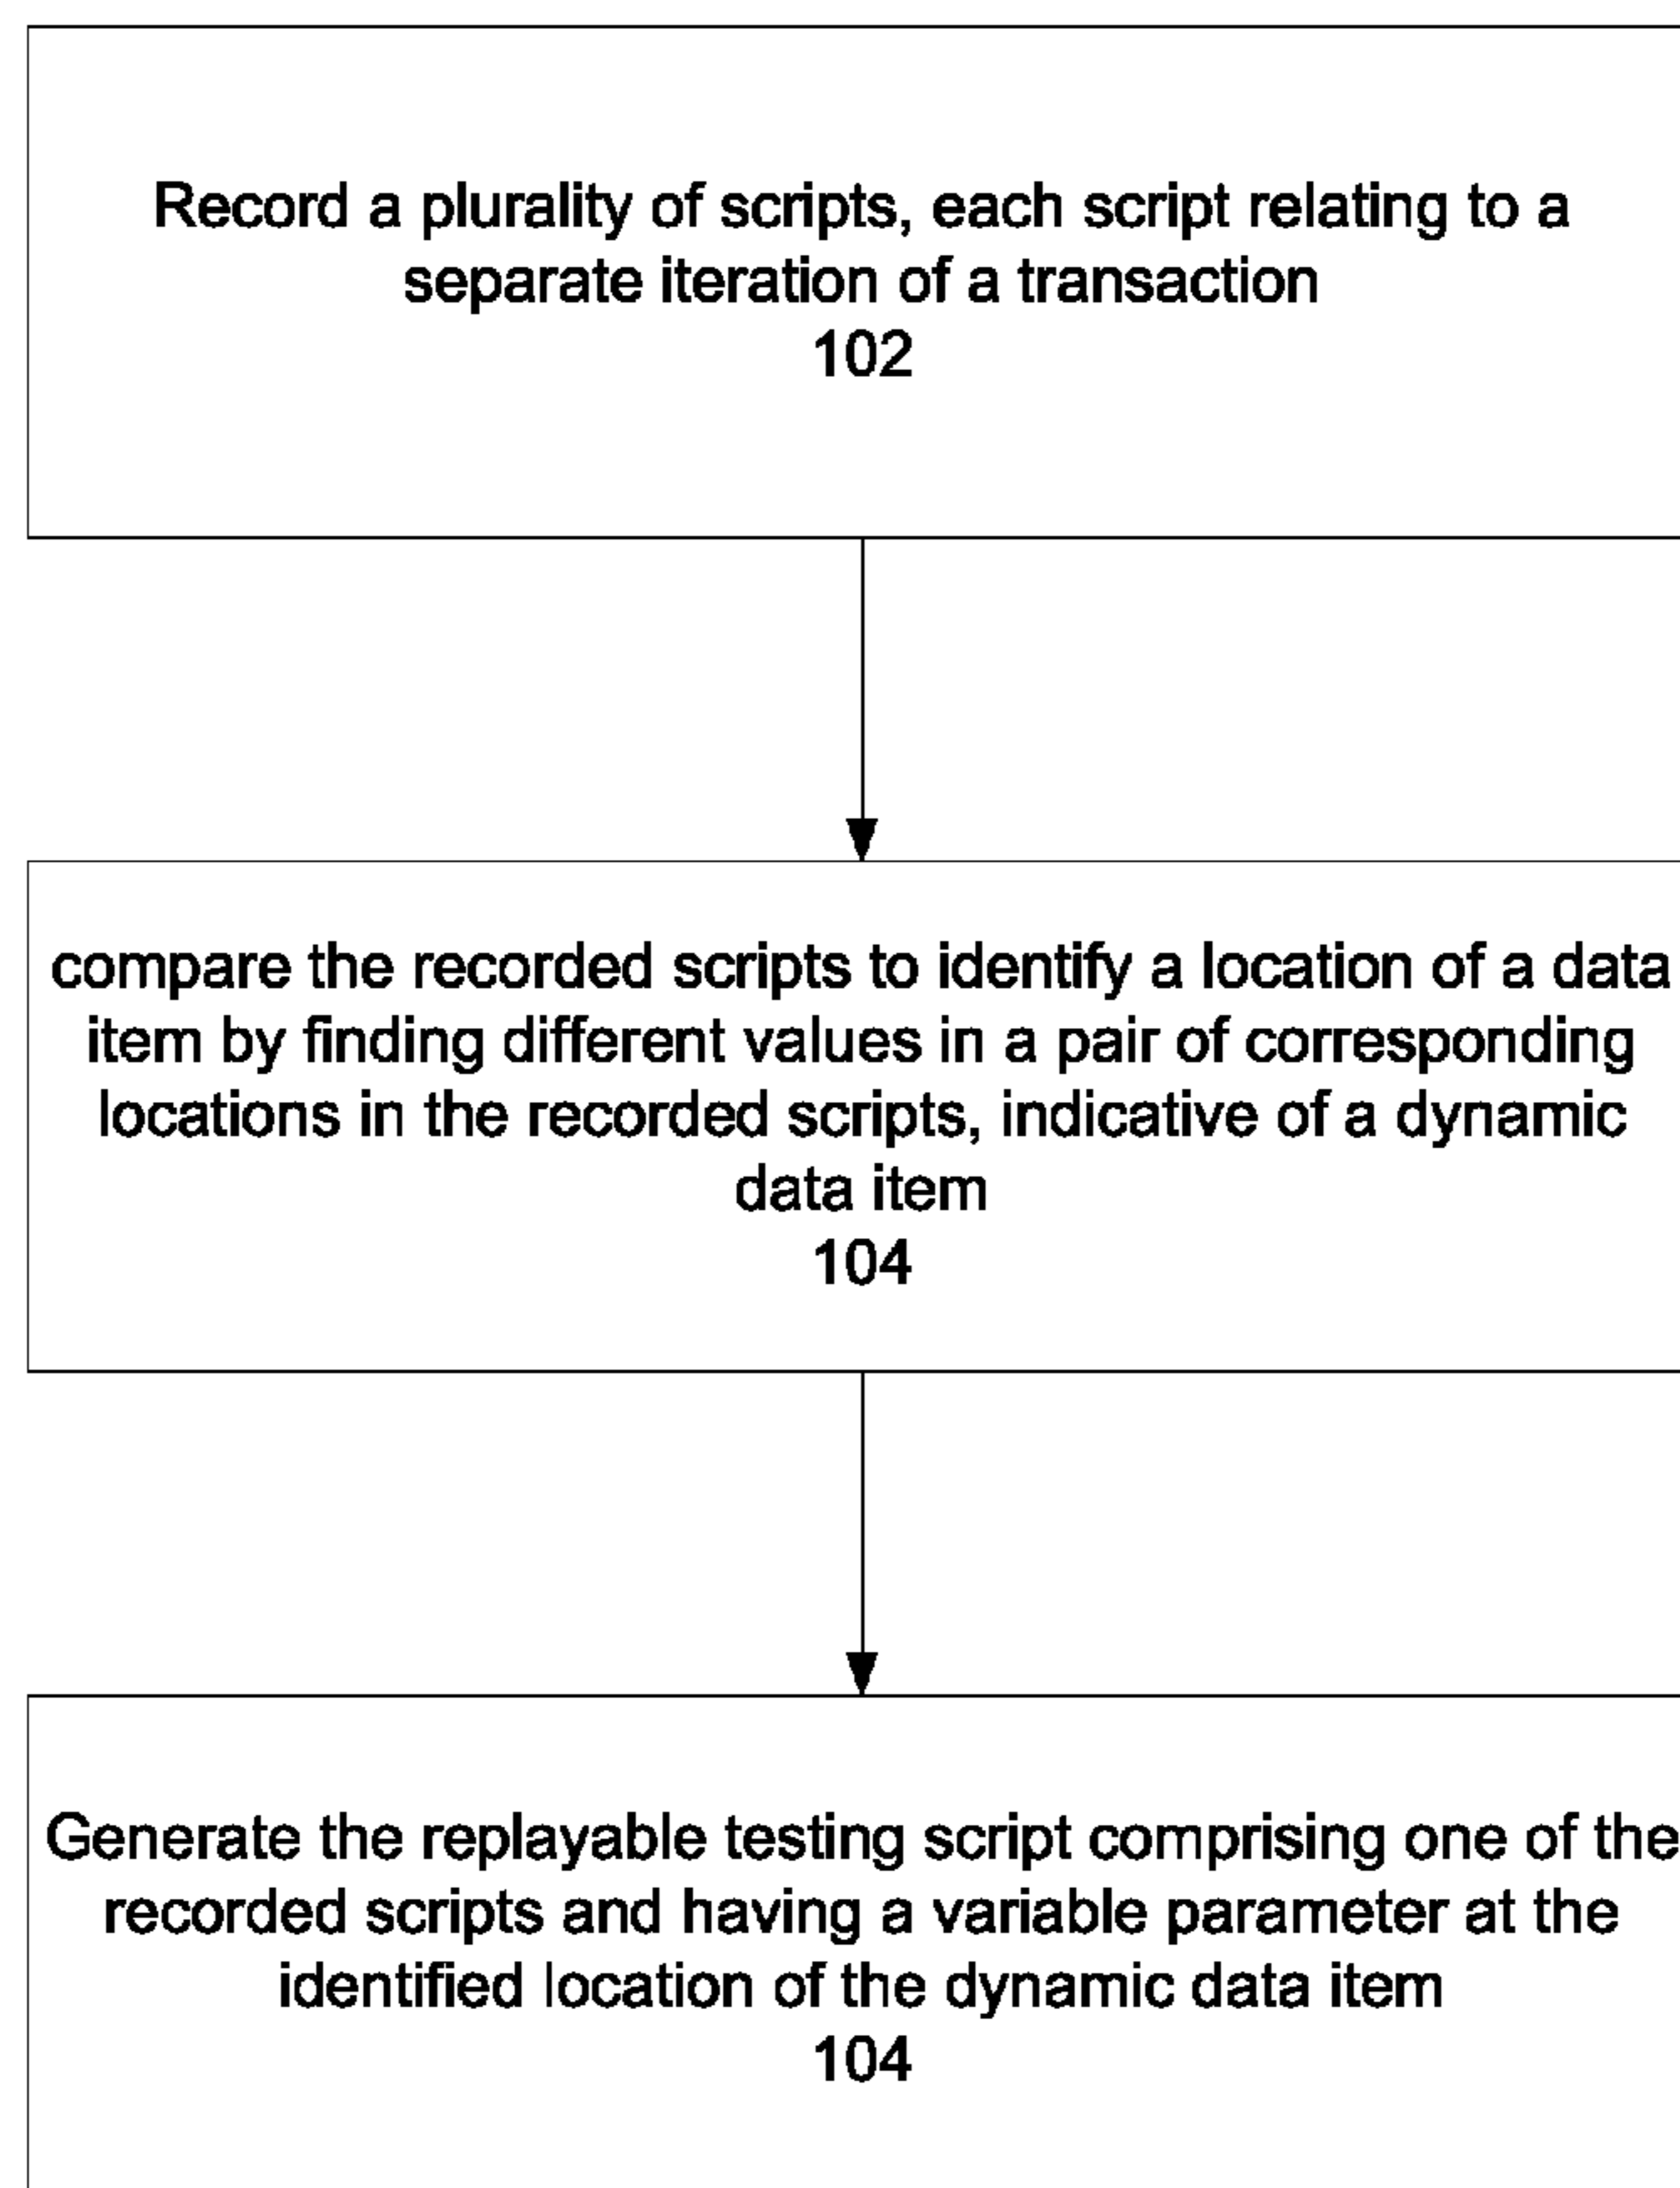 Record a plurality of scripts, each script relating to a
separate iteration of a transaction
102
compare the recorded scripts to identify a location of a data
item by finding different values in a pair of corresponding
locations in the recorded scripts, indicative of a dynamic
data item
104
Generate the replayable testing script comprising one of the
recorded scripts and having a variable parameter at the
identified location of the dynamic data item
104